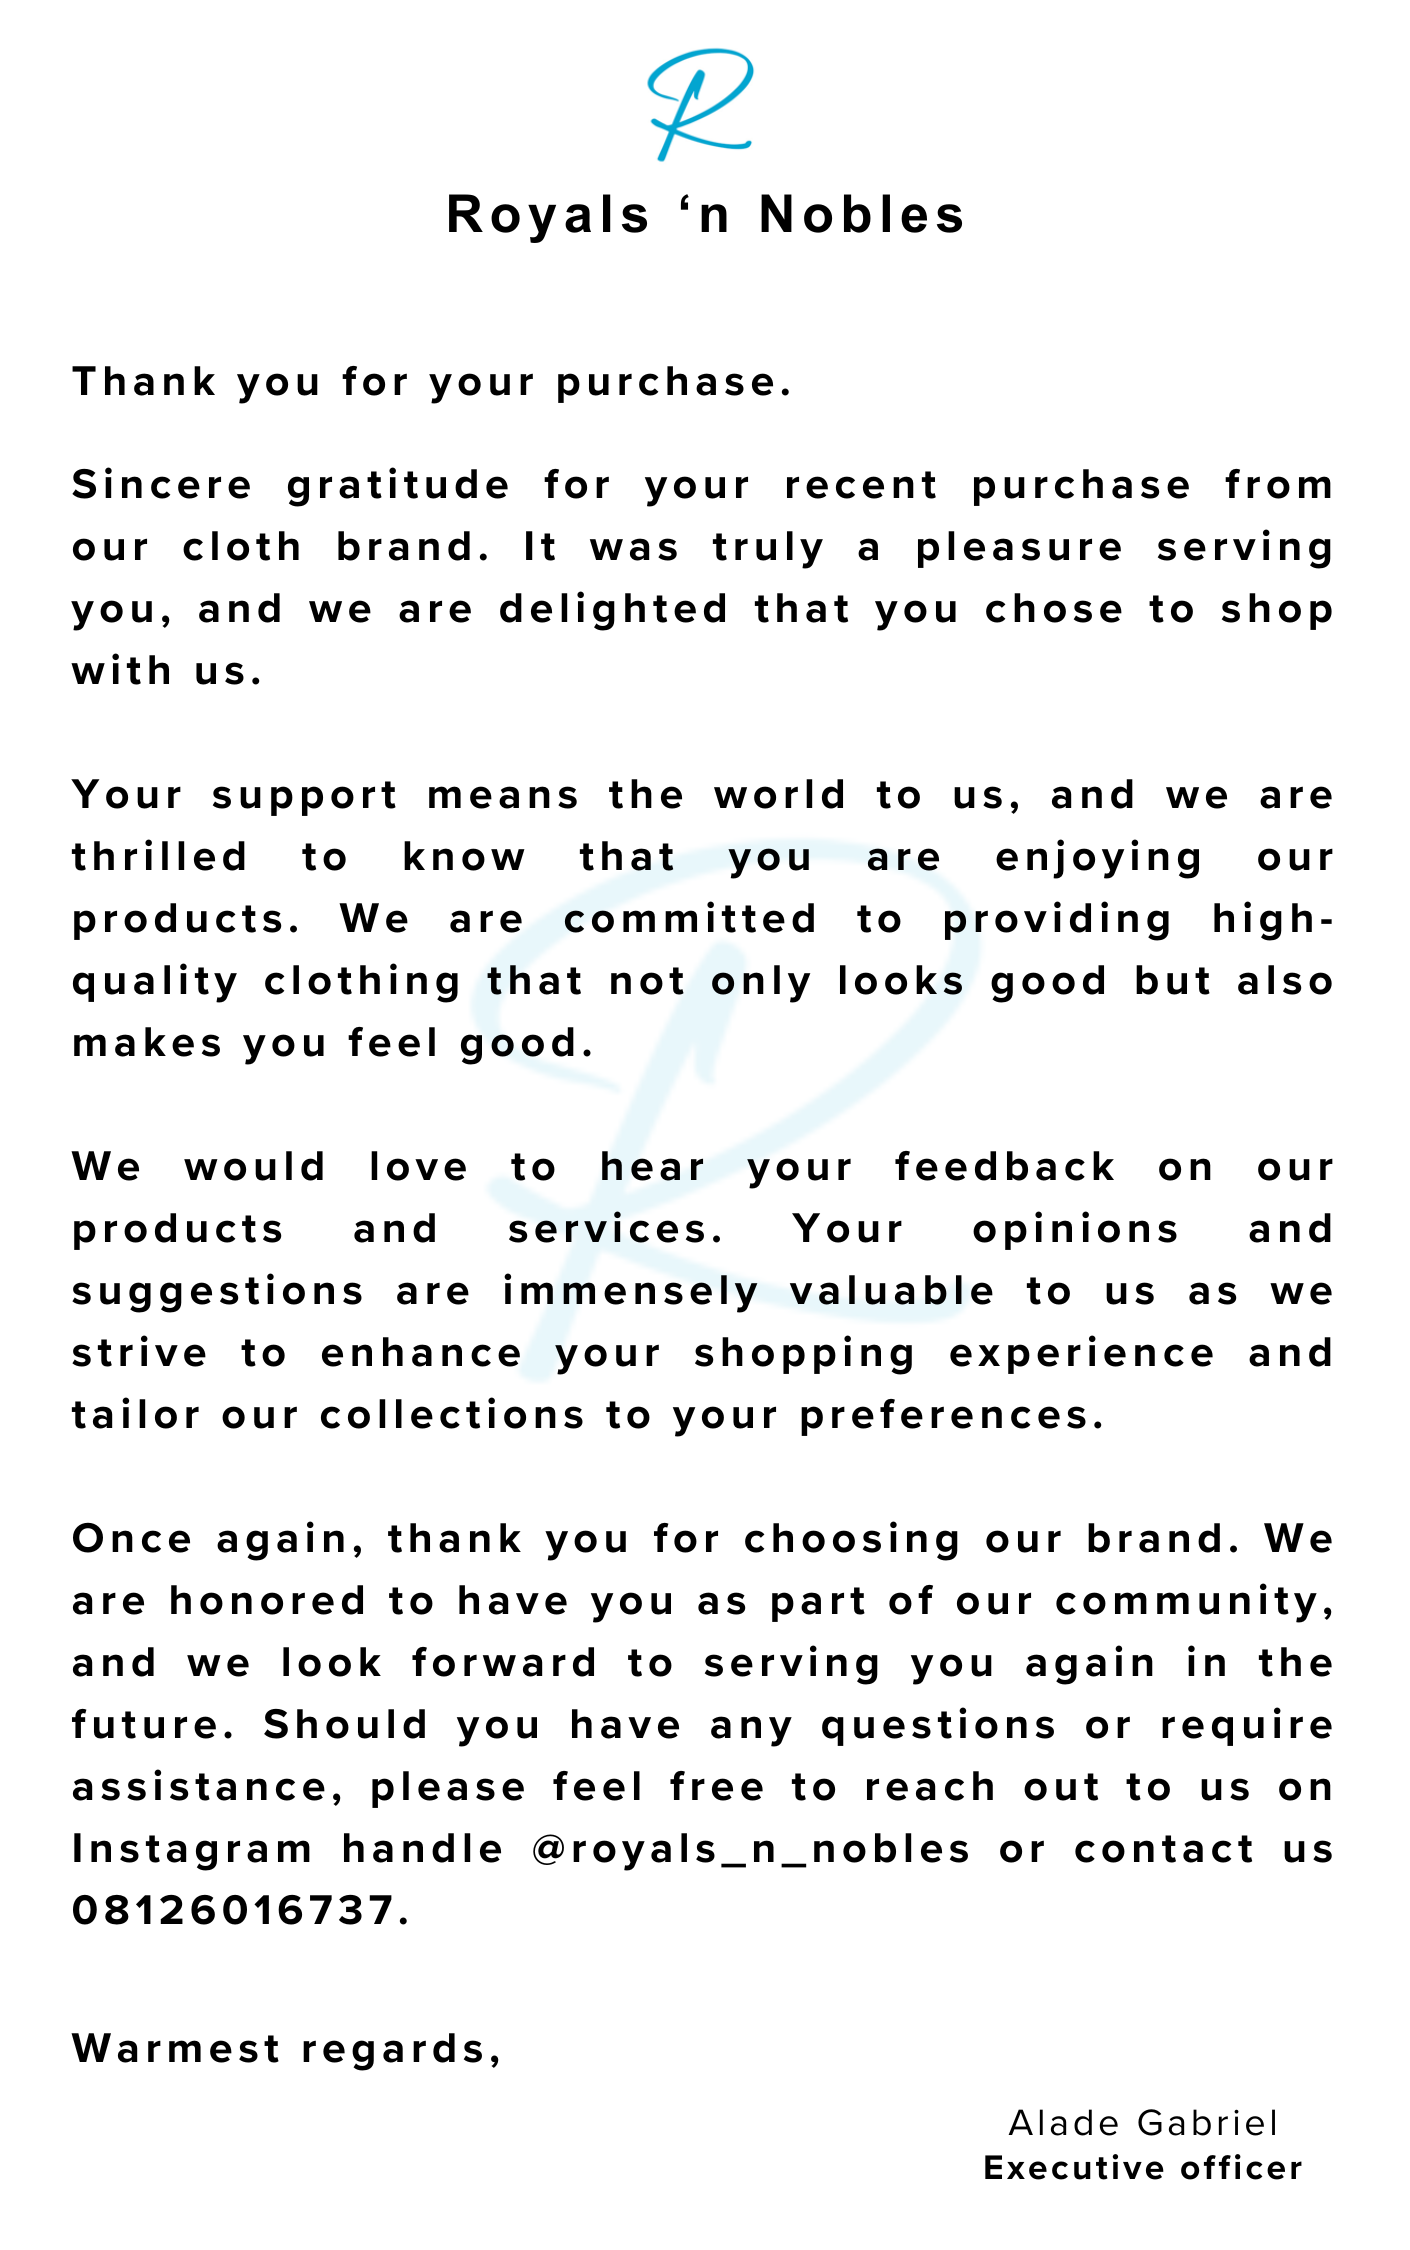 R
Royals ‘n Nobles
Thank you for your purchase.
Sincere gratitude for your recent purchase from
our cloth brand. It was truly a pleasure serving
you, and we are delighted that you chose to shop
with us.
Your support means the world to us, and we are
thrilled to know that you are enjoying our
products. We are committed to providing high-
quality clothing that not only looks good but also
makes you feel good.
We would love to hear your feedback on our
products and services. Your opinions and
suggestions are immensely valuable to us as we
strive to enhance your shopping experience and
tailor our collections to your preferences.
Once again, thank you for choosing our brand. We
are honored to have you as part of our community,
and we look forward to serving you again in the
future. Should you have any questions or require
assistance, please feel free to reach out to us on
Instagram handle @royals_n_nobles or contact us
08126016737.
Warmest regards,
Alade Gabriel
Executive officer